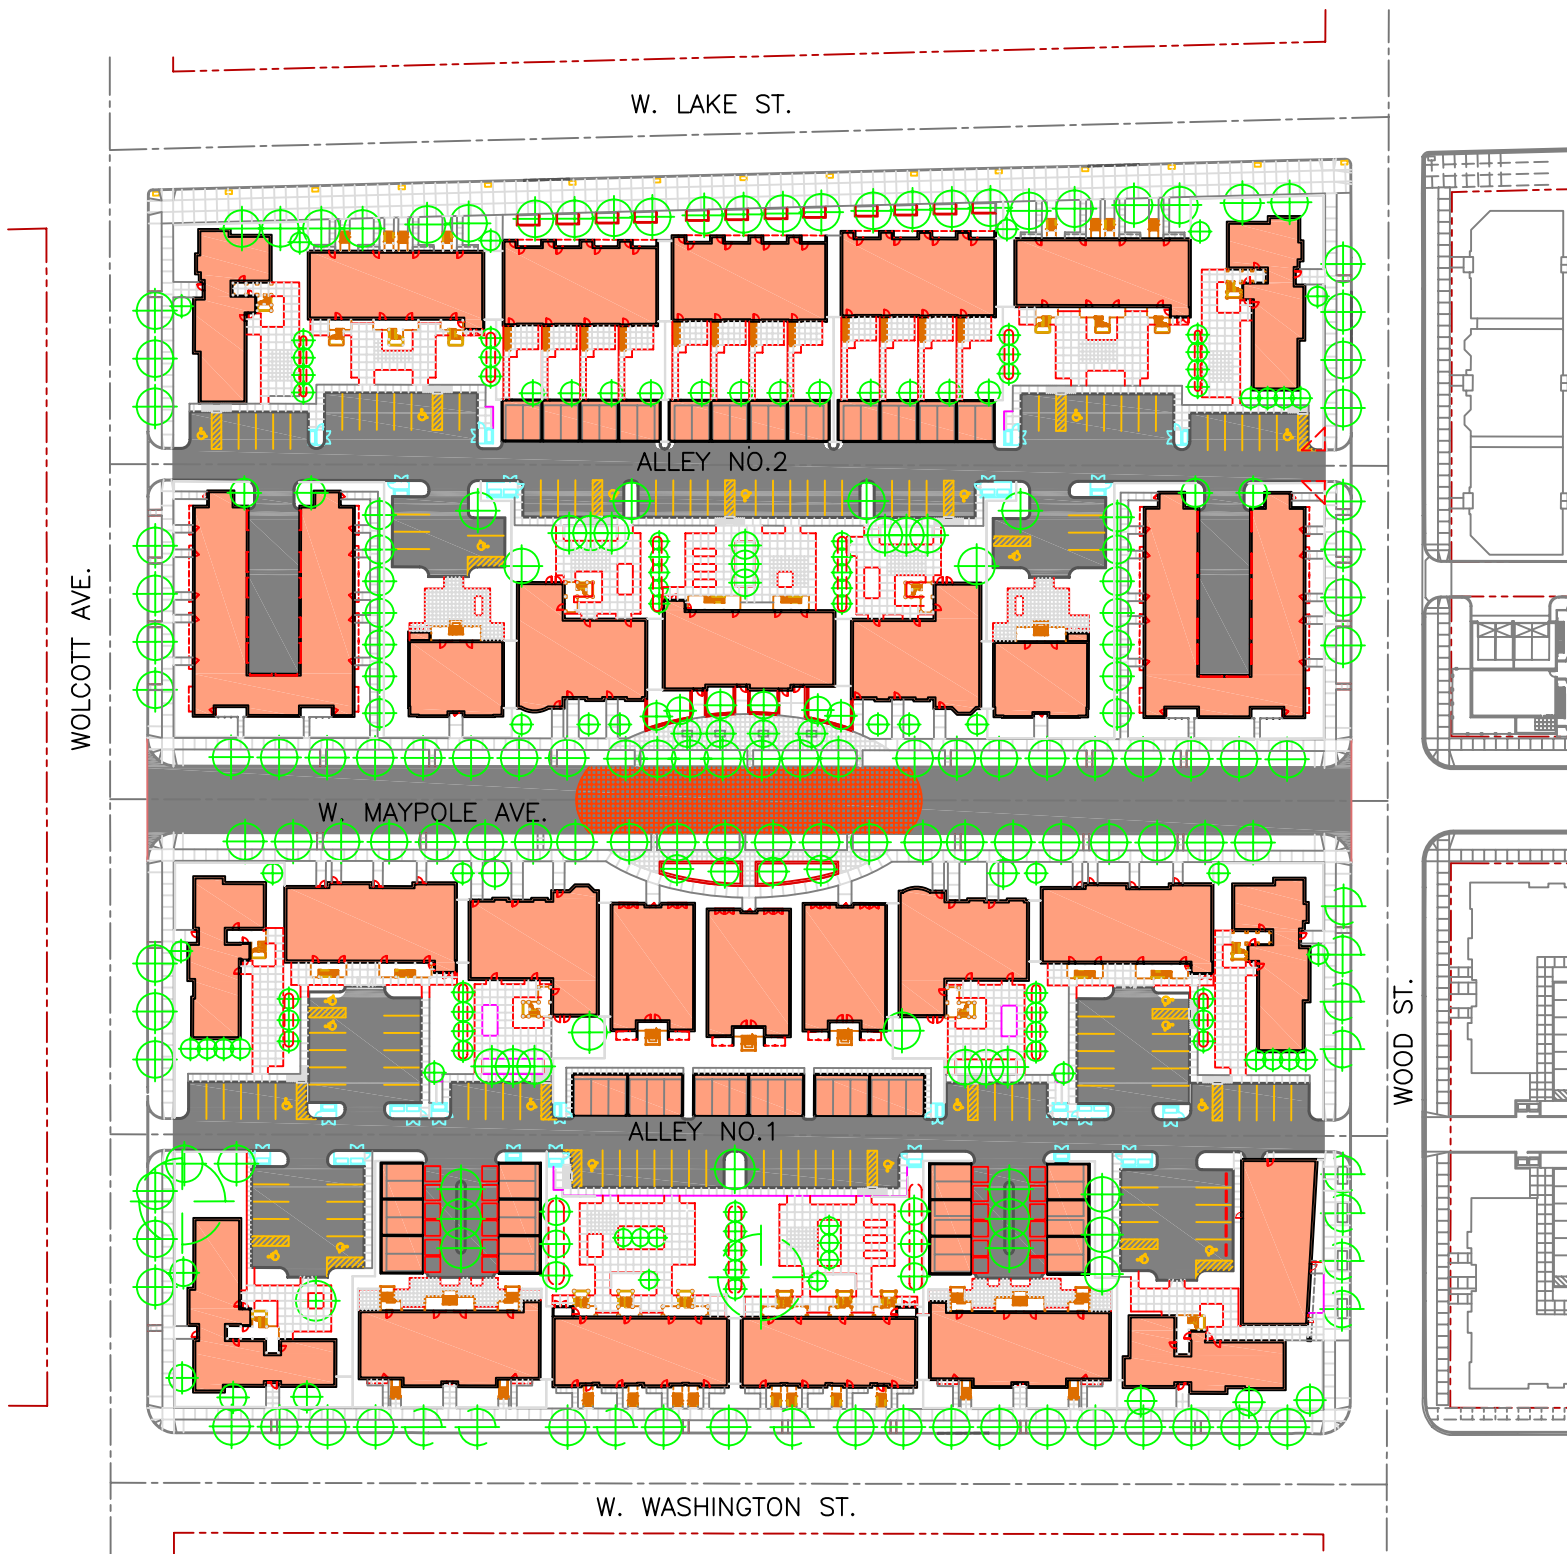 W. LAKE ST.
ALLEY NO.2
WOLCOTT AVE.
W. MAYPOLE AVE.
WOOD ST.
ALLEY NO.1
W. WASHINGTON ST.